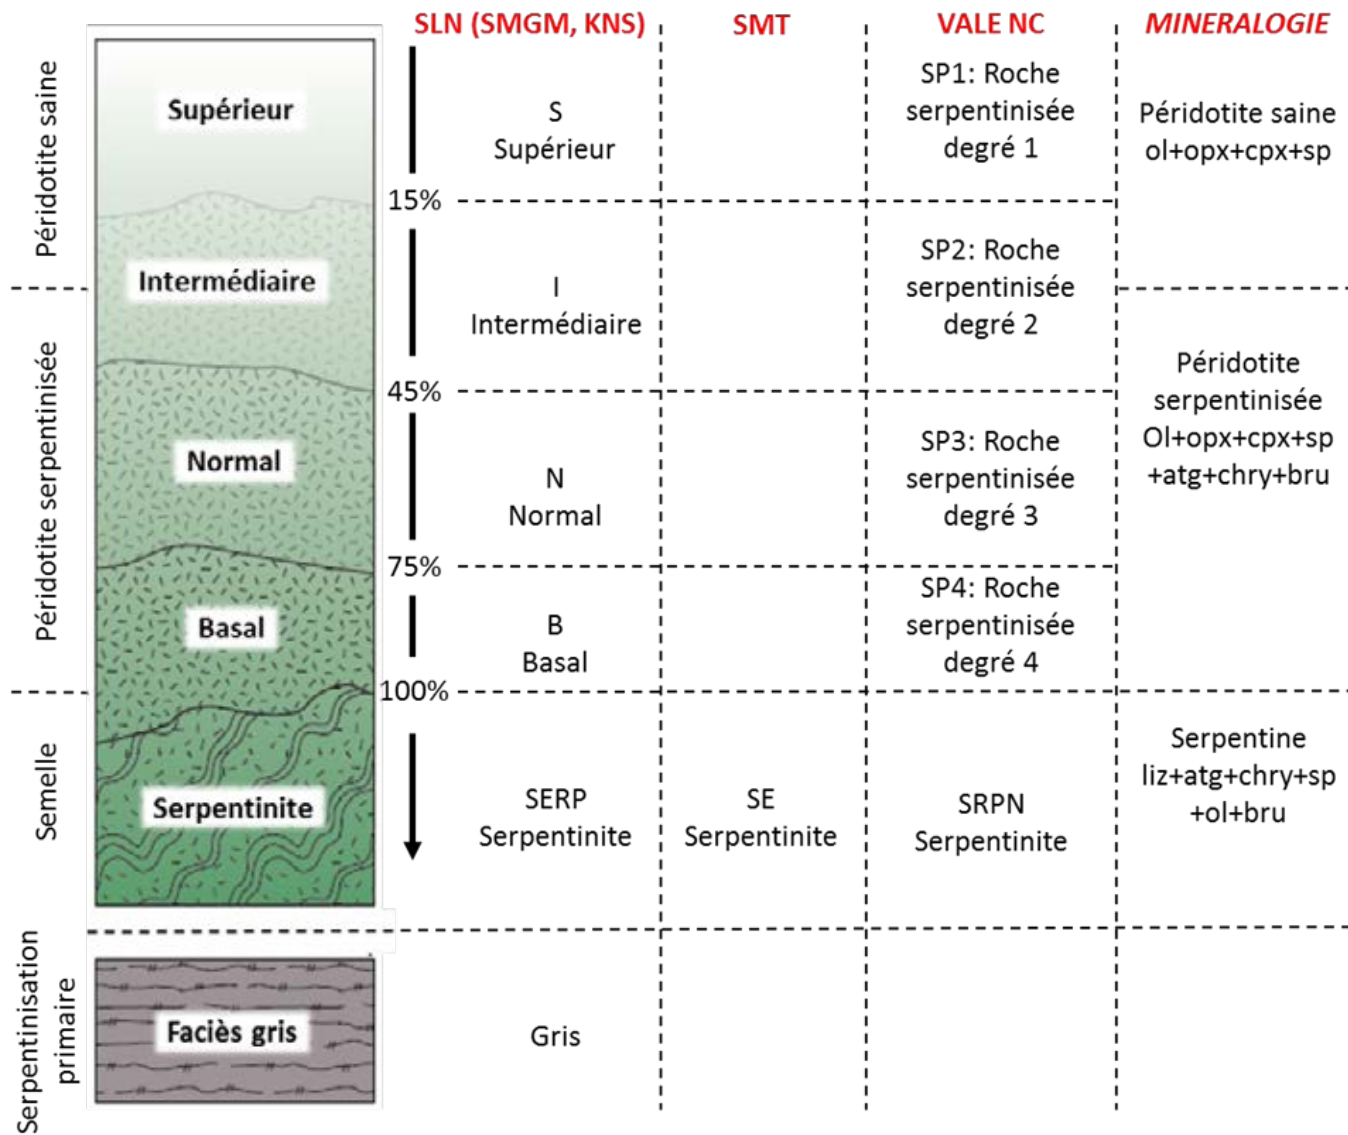 SLN (SMGM, KNS)
SMT
VALE NC
MINERALOGIE
Péridotite saine
Supérieur
S
Supérieur
SP1: Roche
serpentinisée
degré 1
Péridotite saine
ol+opx+cpx+sp
15%
Intermédiaire
I
Intermédiaire
SP2: Roche
serpentinisée
degré 2
45%
Péridotite serpentinisée
Normal
N
Normal
SP3: Roche
serpentinisée
degré 3
Péridotite
serpentinisée
Ol+opx+cpx+sp
+atg+chry+bru
75%
Basal
B
Basal
SP4: Roche
serpentinisée
degré 4
100%
Semelle
Serpentinite
SERP
Serpentinite
SE
Serpentinite
SRPN
Serpentinite
Serpentine
liz+atg+chry+sp
+ol+bru
Serpentinisation
primaire
Faciès gris
Gris